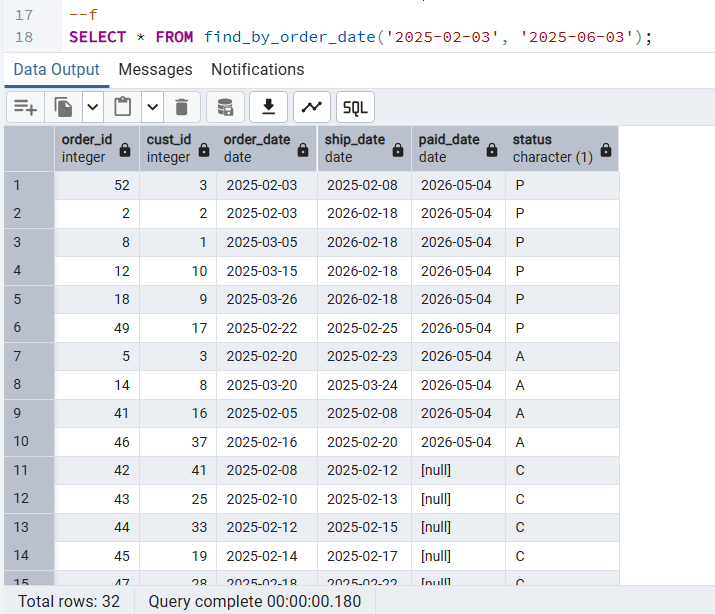 17 --f
18 SELECT * FROM find_by_order_date('2025-02-03', '2025-06-03');
Data Output Messages Notifications
SQL
order_id cust_id order_date ship_date paid_date status
integer integer date date date character (1)
1 52 3 2025-02-03 2025-02-08 2026-05-04 P
2 2 2 2025-02-03 2026-02-18 2026-05-04 P
3 8 1 2025-03-05 2026-02-18 2026-05-04 P
4 12 10 2025-03-15 2026-02-18 2026-05-04 P
5 18 9 2025-03-26 2026-02-18 2026-05-04 P
6 49 17 2025-02-22 2025-02-25 2026-05-04 P
7 5 3 2025-02-20 2025-02-23 2026-05-04 A
8 14 8 2025-03-20 2025-03-24 2026-05-04 A
9 41 16 2025-02-05 2025-02-08 2026-05-04 A
10 46 37 2025-02-16 2025-02-20 2026-05-04 A
11 42 41 2025-02-08 2025-02-12 [null] C
12 43 25 2025-02-10 2025-02-13 [null] C
13 44 33 2025-02-12 2025-02-15 [null] C
14 45 19 2025-02-14 2025-02-17 [null] C
15 47 28 2025-02-18 2025-02-22 [null] C
Total rows: 32 Query complete 00:00:00.180